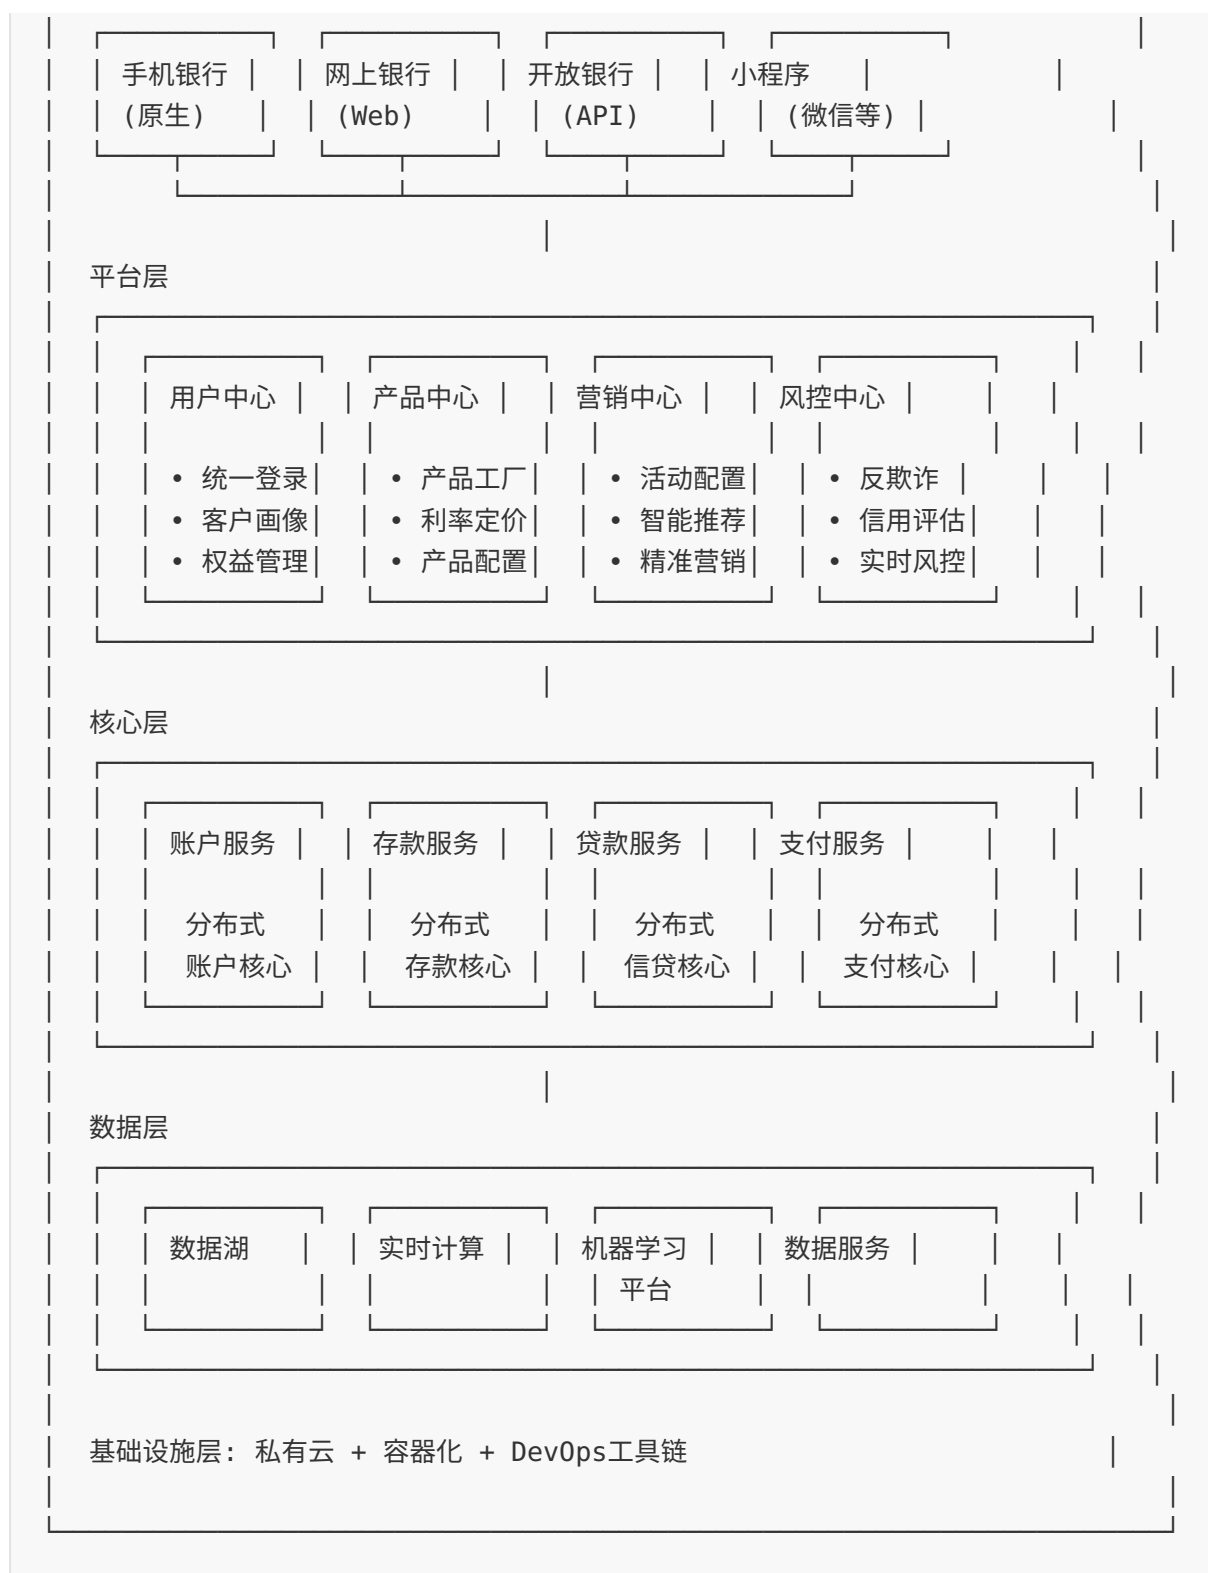 手机银行 网上银行 开放银行 小程序
(原生) (Web) (API) (微信等)
平台层
用户中心 产品中心 营销中心 风控中心
• 统一登录 • 产品工厂 • 活动配置 • 反欺诈
• 客户画像 • 利率定价 • 智能推荐 • 信用评估
• 权益管理 • 产品配置 • 精准营销 • 实时风控
核心层
账户服务 存款服务 贷款服务 支付服务
分布式 分布式 分布式 分布式
账户核心 存款核心 信贷核心 支付核心
数据层
数据湖 实时计算 机器学习 数据服务
平台
基础设施层: 私有云 + 容器化 + DevOps工具链